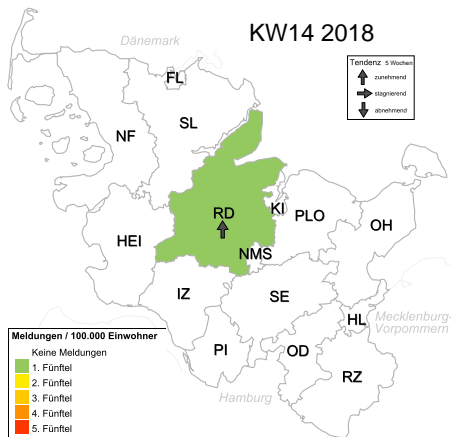 KW14 2018
Dänemark
Tendenz 5 Wochen
zunehmend
stagnierend
abnehmend
FL
SL
NF
RD
KI
PLO
OH
HEI
NMS
IZ
SE
HL
Mecklenburg-
Vorpommern
PI
OD
RZ
Hamburg
Meldungen / 100.000 Einwohner
Keine Meldungen
1. Fünftel
2. Fünftel
3. Fünftel
4. Fünftel
5. Fünftel